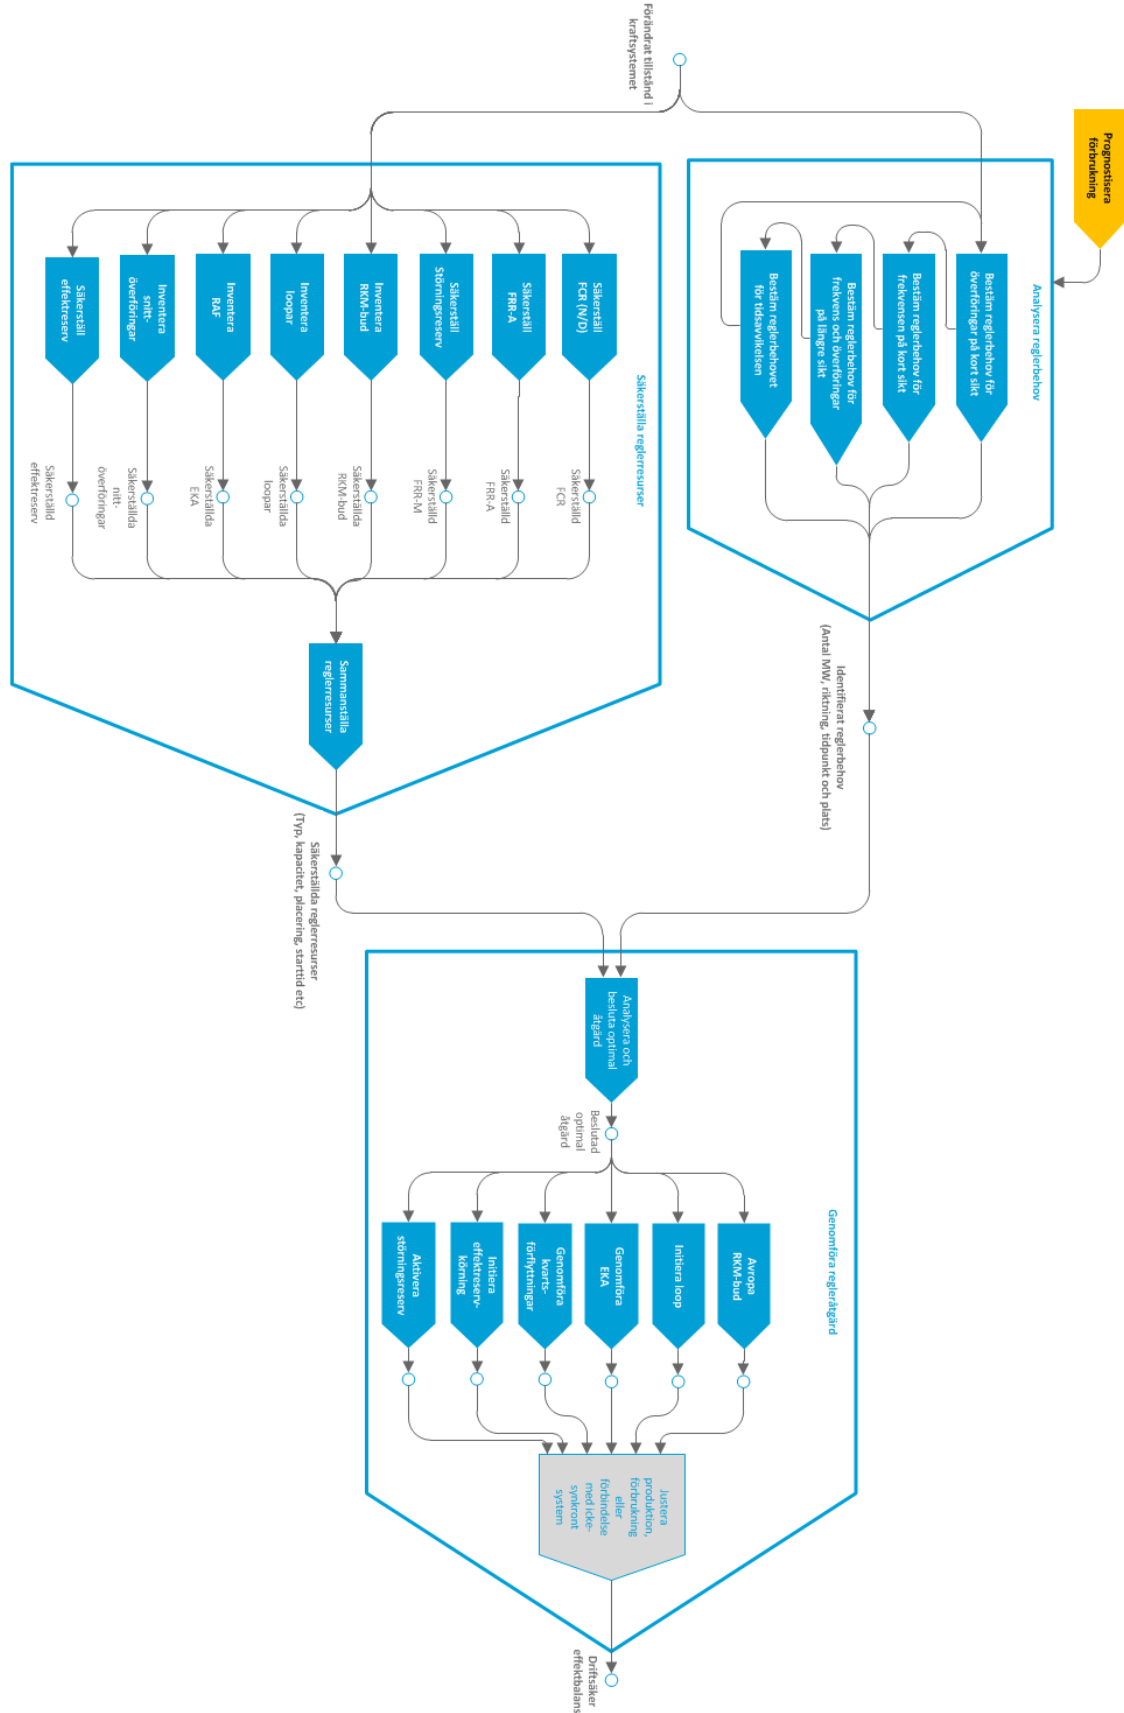 Prognostisera
förbrukning
Analysera reglerbehov
Bestäm reglerbehov för
överföringar på kort sikt
Bestäm reglerbehov för
frekvensen på kort sikt
Bestäm reglerbehov för
frekvens och överföringar
på längre sikt
Bestäm reglerbehovet
för tidsavvikelsen
Identifierat reglerbehov
(Antal MW, riktning, tidpunkt och plats)
Förändrat tillstånd i
kraftsystemet
Säkerställa reglerresurser
Säkerställ
FCR (N/D)
Säkerställd
FCR
Säkerställ
FRR-A
Säkerställd
FRR-A
Säkerställ
Störningsreserv
Säkerställd
FRR-M
Inventera
RKM-bud
Säkerställda
RKM-bud
Inventera
loopar
Säkerställda
loopar
Inventera
RAF
Säkerställda
EKA
Inventera
snitt-
överföringar
Säkerställda
nitt-
överföringar
Säkerställ
effektreserv
Säkerställd
effektreserv
Sammanställa
reglerresurser
Säkerställda reglerresurser
(Typ, kapacitet, placering, starttid etc)
Genomföra regleråtgärd
Analysera och
besluta optimal
åtgärd
Beslutad
optimal
åtgärd
Avropa
RKM-bud
Initiera loop
Genomföra
EKA
Genomföra
kvarts-
förflyttningar
Initiera
effektreserv-
körning
Aktivera
störningsreserv
Justera
produktion,
förbrukning
eller
förbindelse
med icke-
synkront
system
Driftsäker
effektbalans